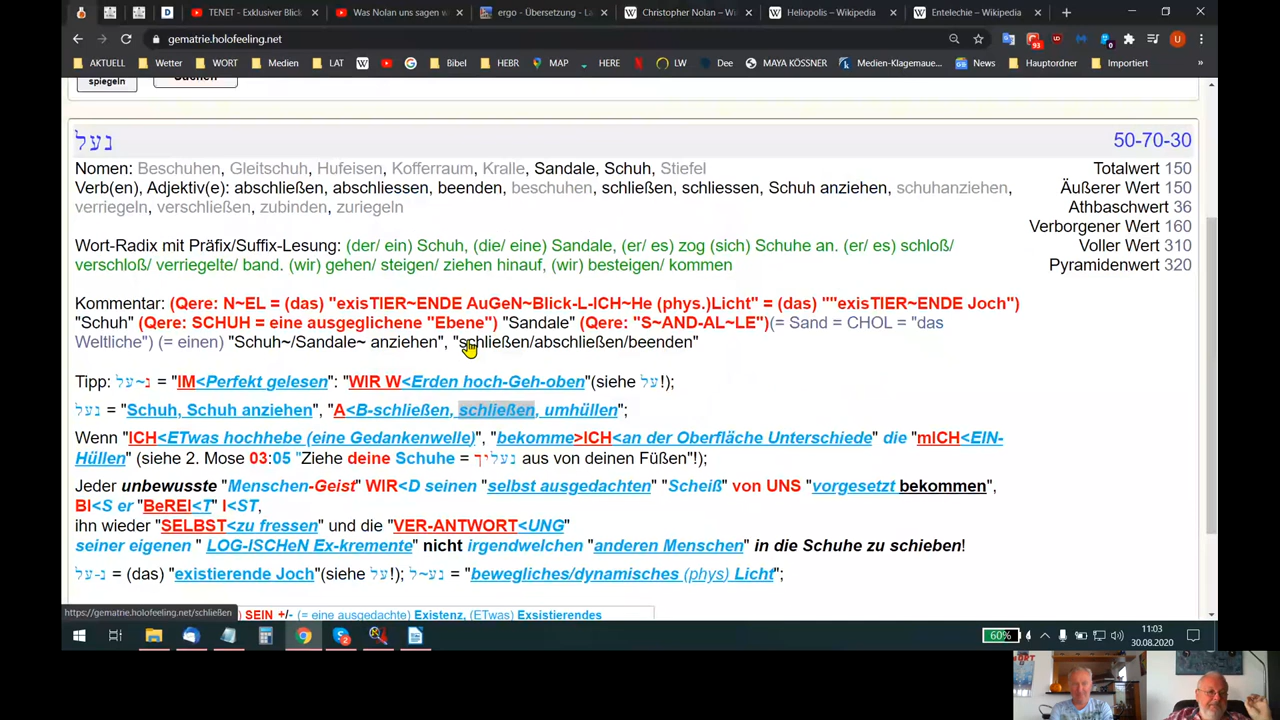 TENET - Exklusiver Blick
Was Nolan uns sagen w
ergo - Übersetzung - La
Christopher Nolan – W
Heliopolis – Wikipedia
Entelechie – Wikipedia
gematrie.holofeeling.net
AKTUELL Wetter WORT Medien LAT Bibel HEBR MAP HERE LW Dee MAYA KÖSSNER Medien-Klagemaue... News Hauptordner Importiert
spiegeln Suchen
נעל 50-70-30
Nomen: Beschuhen, Gleitschuh, Hufeisen, Kofferraum, Kralle, Sandale, Schuh, Stiefel
Totalwert 150
Verb(en), Adjektiv(e): abschließen, abschliessen, beenden, beschuhen, schließen, schliessen, Schuh anziehen, schuhanziehen,
Äußerer Wert 150
verriegeln, verschließen, zubinden, zuriegeln
Athbaschwert 36
Verborgener Wert 160
Wort-Radix mit Präfix/Suffix-Lesung: (der/ ein) Schuh, (die/ eine) Sandale, (er/ es) zog (sich) Schuhe an. (er/ es) schloß/
Voller Wert 310
verschloß/ verriegelte/ band. (wir) gehen/ steigen/ ziehen hinauf, (wir) besteigen/ kommen
Pyramidenwert 320
Kommentar: (Qere: N~EL = (das) "exisTIER~ENDE AuGeN~Blick-L-ICH~He (phys.)Licht" = (das) ""exisTIER~ENDE Joch")
"Schuh" (Qere: SCHUH = eine ausgeglichene "Ebene") "Sandale" (Qere: "S~AND-AL~LE")(= Sand = CHOL = "das
Weltliche") (= einen) "Schuh~/Sandale~ anziehen", "schließen/abschließen/beenden"
Tipp: נ~על = "IM<Perfekt gelesen": "WIR W<Erden hoch-Geh-oben"(siehe על!);
נעל = "Schuh, Schuh anziehen", "A<B-schließen, schließen, umhüllen";
Wenn "ICH<ETwas hochhebe (eine Gedankenwelle)", "bekomme>ICH<an der Oberfläche Unterschiede" die "mICH<EIN-
Hüllen" (siehe 2. Mose 03:05 "Ziehe deine Schuhe = נעליך aus von deinen Füßen"!);
Jeder unbewusste "Menschen-Geist" WIR<D seinen "selbst ausgedachten" "Scheiß" von UNS "vorgesetzt bekommen",
BI<S er "BeREI<T" I<ST,
ihn wieder "SELBST<zu fressen" und die "VER-ANTWORT<UNG"
seiner eigenen " LOG-ISCHeN Ex-kremente" nicht irgendwelchen "anderen Menschen" in die Schuhe zu schieben!
נ-על = (das) "existierende Joch"(siehe על!); נע~ל = "bewegliches/dynamisches (phys) Licht";
https://gematrie.holofeeling.net/schließen
) SEIN +/- (= eine ausgedachte) Existenz, (ETwas) Exsistierendes
60%
11:03
30.08.2020